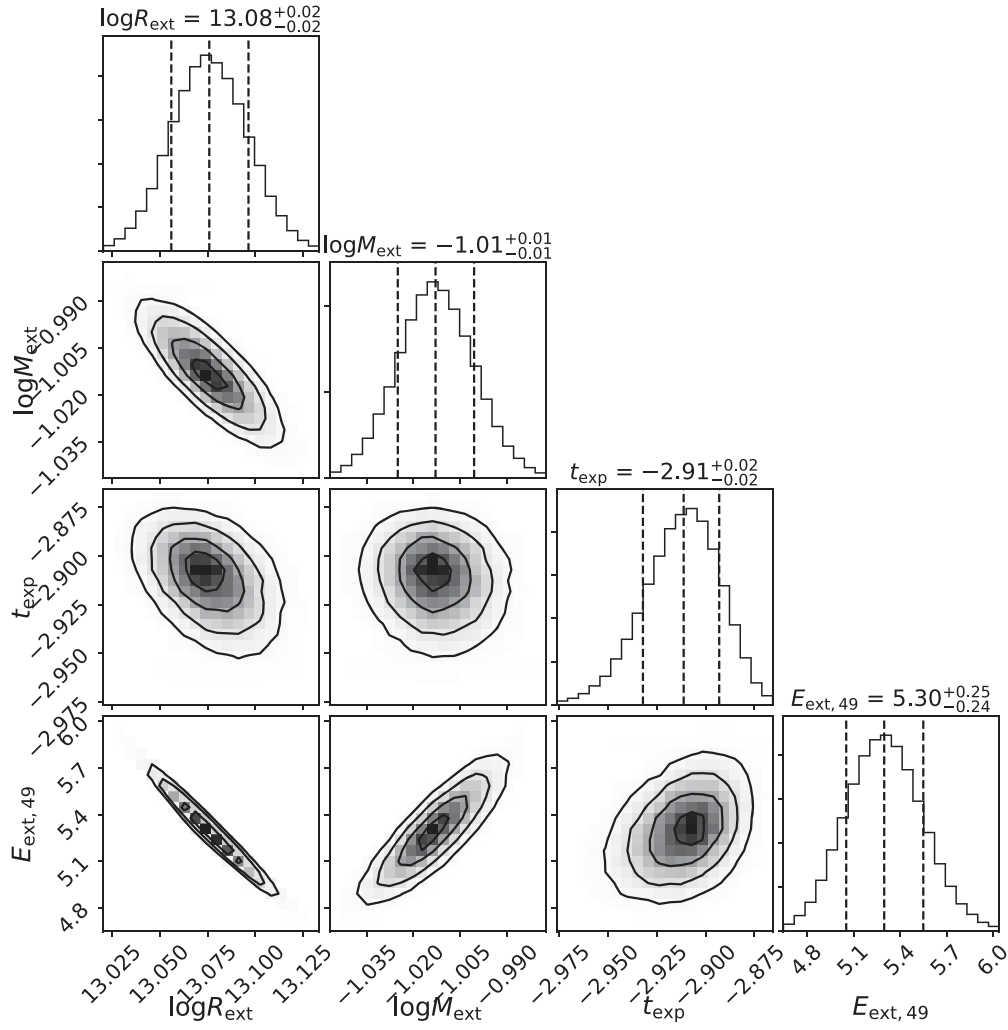 logR_ext = 13.08 +0.02 −0.02
logM_ext = −1.01 +0.01 −0.01
logM_ext
−0.990
−1.005
−1.020
−1.035
t_exp = −2.91 +0.02 −0.02
t_exp
−2.875
−2.900
−2.925
−2.950
−2.975
E_ext, 49 = 5.30 +0.25 −0.24
E_ext, 49
6.0
5.7
5.4
5.1
4.8
13.025 13.050 13.075 13.100 13.125
−1.035 −1.020 −1.005 −0.990
−2.975 −2.950 −2.925 −2.900 −2.875
4.8 5.1 5.4 5.7 6.0
logR_ext logM_ext t_exp E_ext, 49